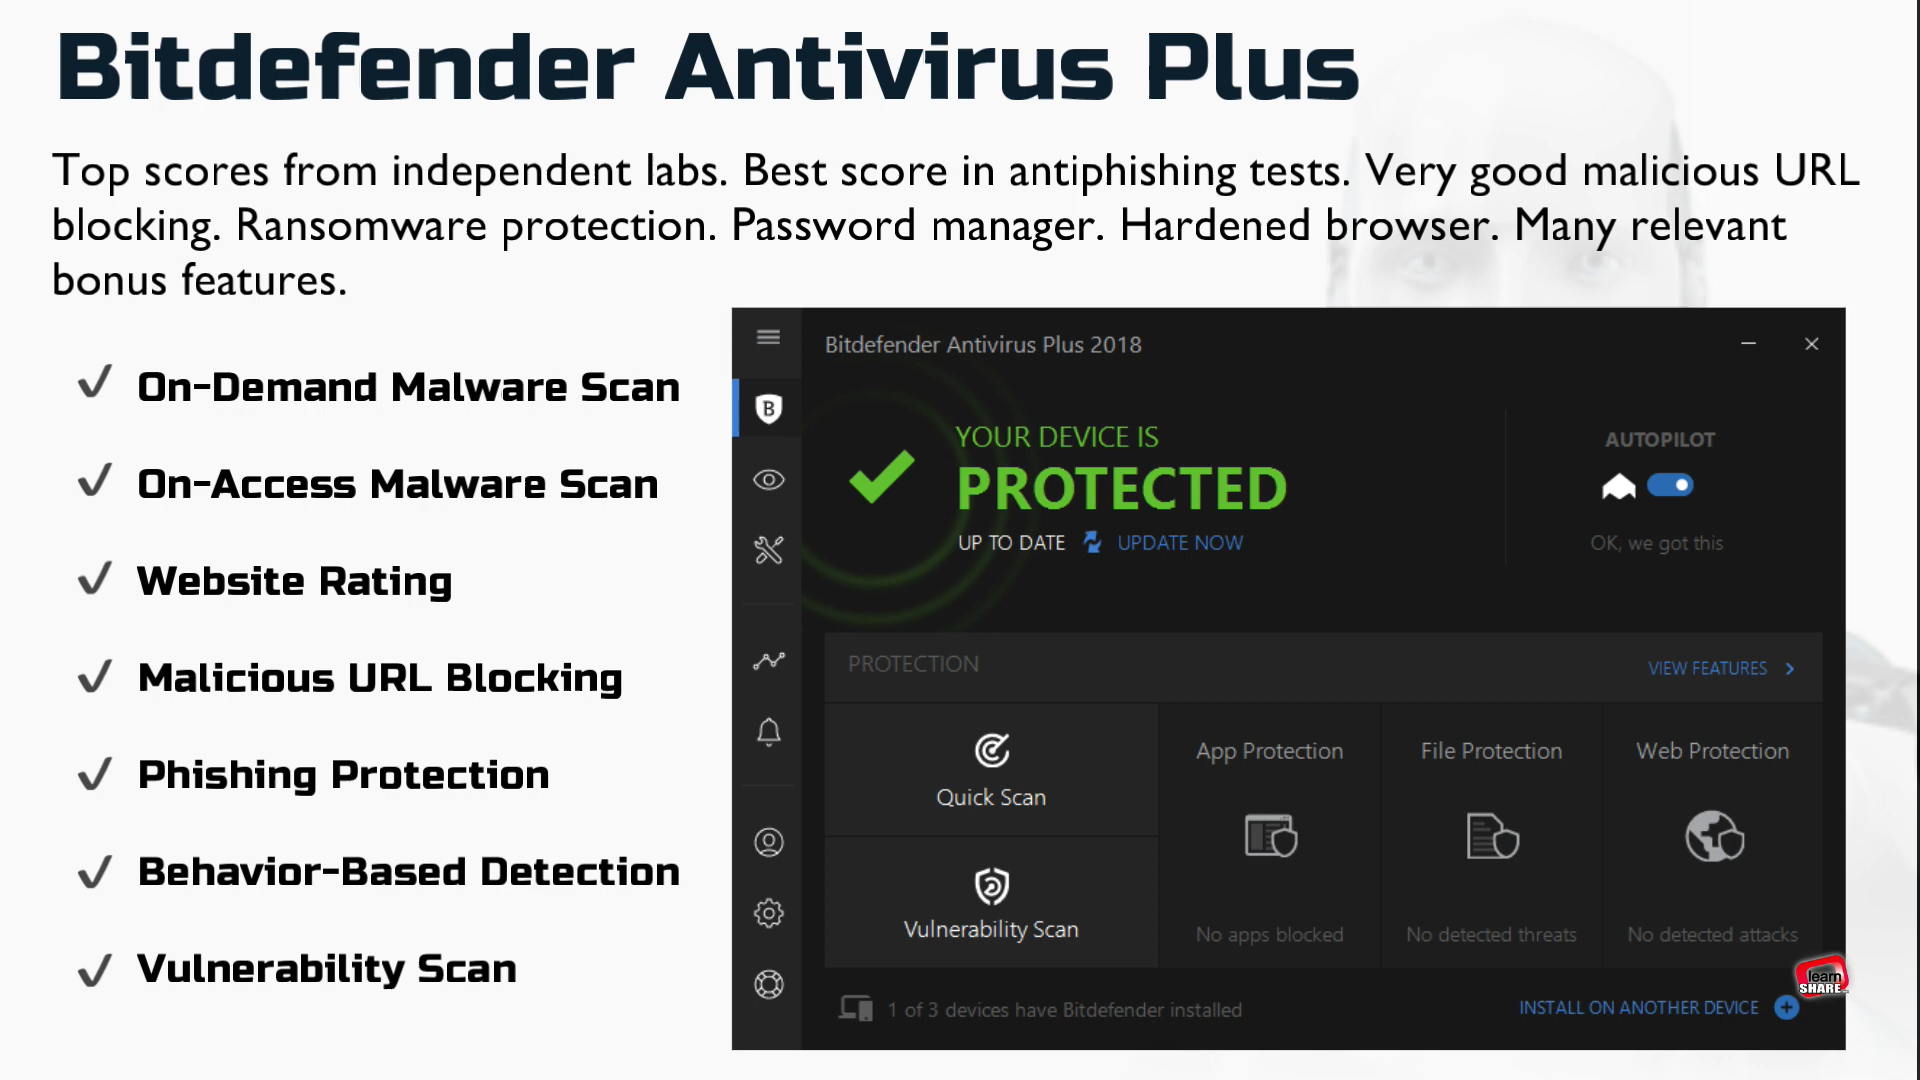 Bitdefender Antivirus Plus
Top scores from independent labs. Best score in antiphishing tests. Very good malicious URL
blocking. Ransomware protection. Password manager. Hardened browser. Many relevant
bonus features.
On-Demand Malware Scan
On-Access Malware Scan
Website Rating
Malicious URL Blocking
Phishing Protection
Behavior-Based Detection
Vulnerability Scan
Bitdefender Antivirus Plus 2018
YOUR DEVICE IS
PROTECTED
UP TO DATE UPDATE NOW
AUTOPILOT
OK, we got this
PROTECTION
VIEW FEATURES
Quick Scan
Vulnerability Scan
App Protection
No apps blocked
File Protection
No detected threats
Web Protection
No detected attacks
1 of 3 devices have Bitdefender installed
INSTALL ON ANOTHER DEVICE
learn
SHARE